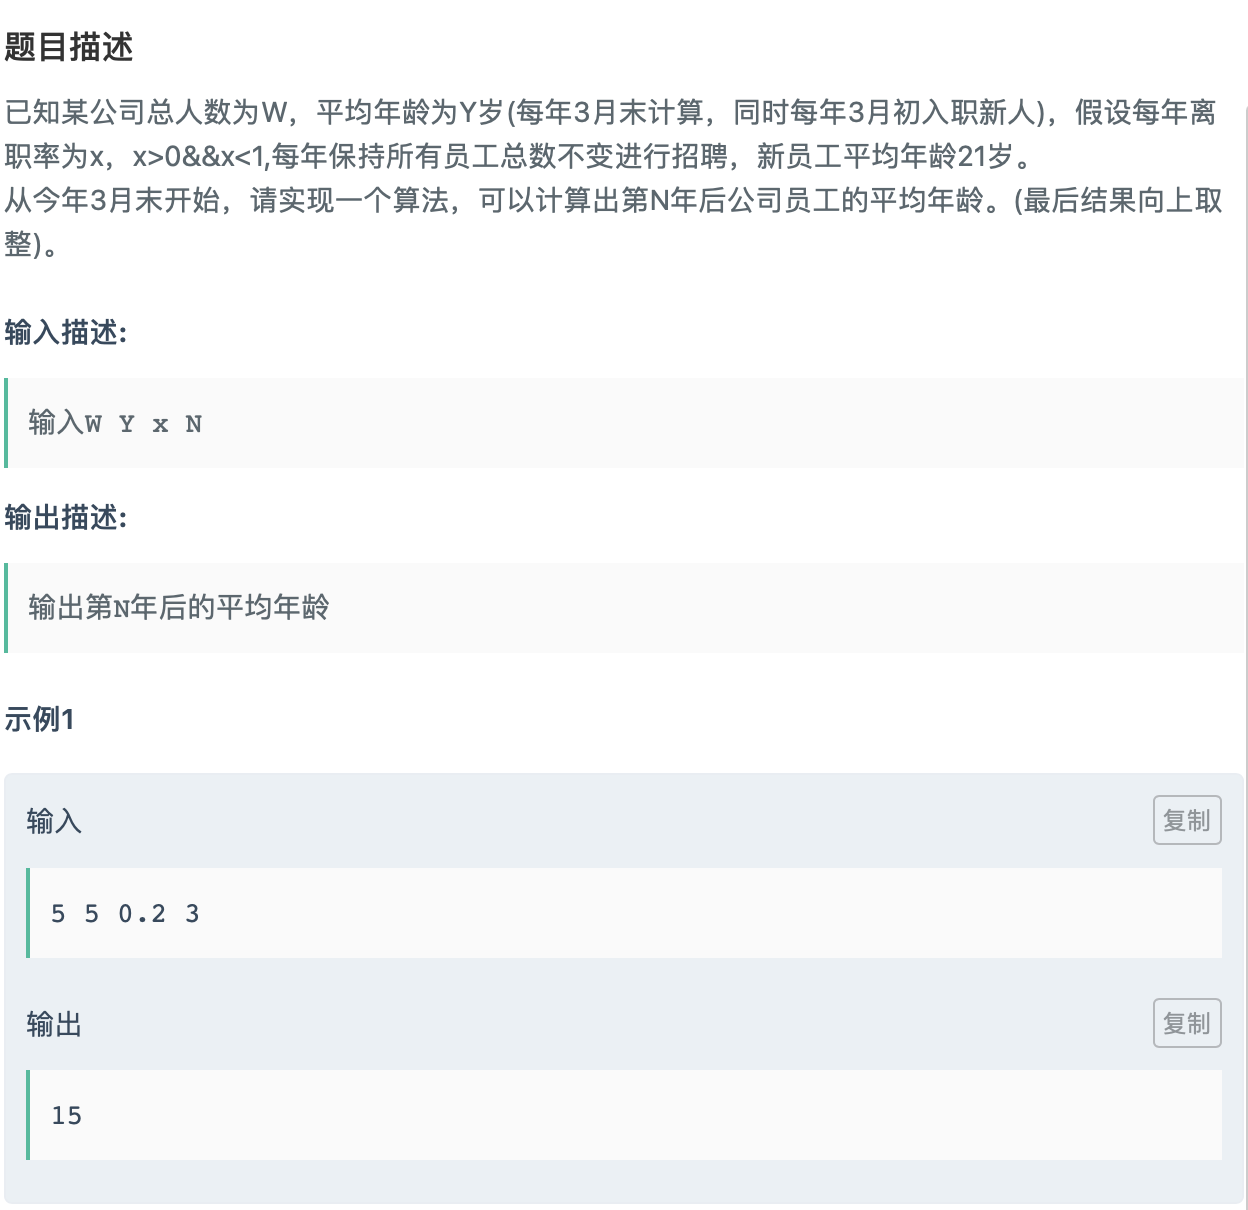 题目描述
已知某公司总人数为W，平均年龄为Y岁(每年3月末计算，同时每年3月初入职新人)，假设每年离
职率为x，x>0&&x<1,每年保持所有员工总数不变进行招聘，新员工平均年龄21岁。
从今年3月末开始，请实现一个算法，可以计算出第N年后公司员工的平均年龄。(最后结果向上取
整)。
输入描述:
输入W Y x N
输出描述:
输出第N年后的平均年龄
示例1
输入
复制
5 5 0.2 3
输出
复制
15